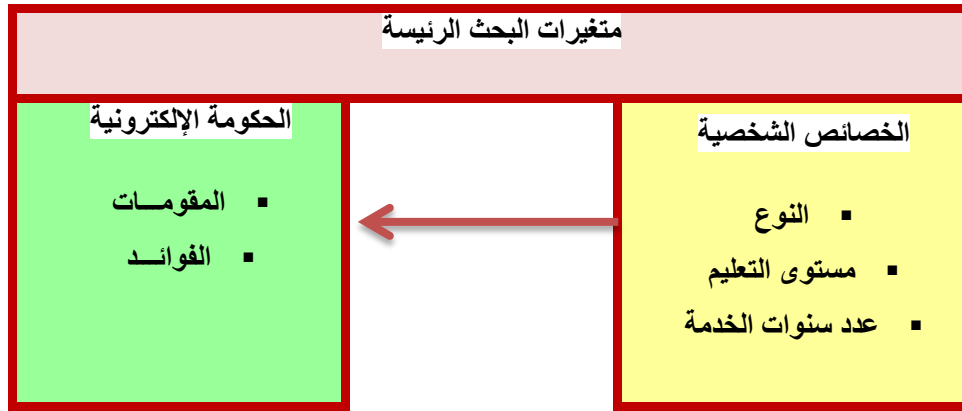 متغيرات البحث الرئيسة
الخصائص الشخصية
▪ النوع
▪ مستوى التعليم
▪ عدد سنوات الخدمة
الحكومة الإلكترونية
▪ المقومـــات
▪ الفوائـــد